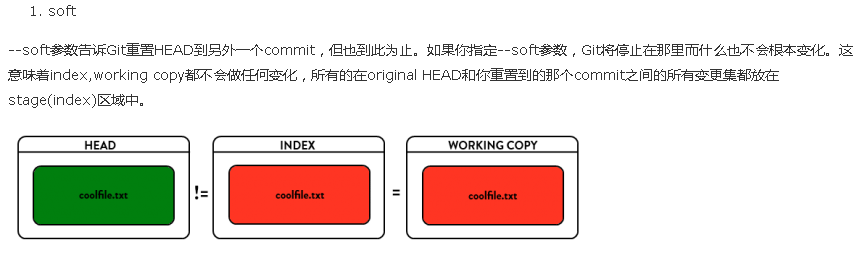 1. soft
--soft参数告诉Git重置HEAD到另外一个commit，但也到此为止。如果你指定--soft参数，Git将停止在那里而什么也不会根本变化。这
意味着index,working copy都不会做任何变化，所有的在original HEAD和你重置到的那个commit之间的所有变更集都放在
stage(index)区域中。
HEAD INDEX WORKING COPY
coolfile.txt != coolfile.txt = coolfile.txt